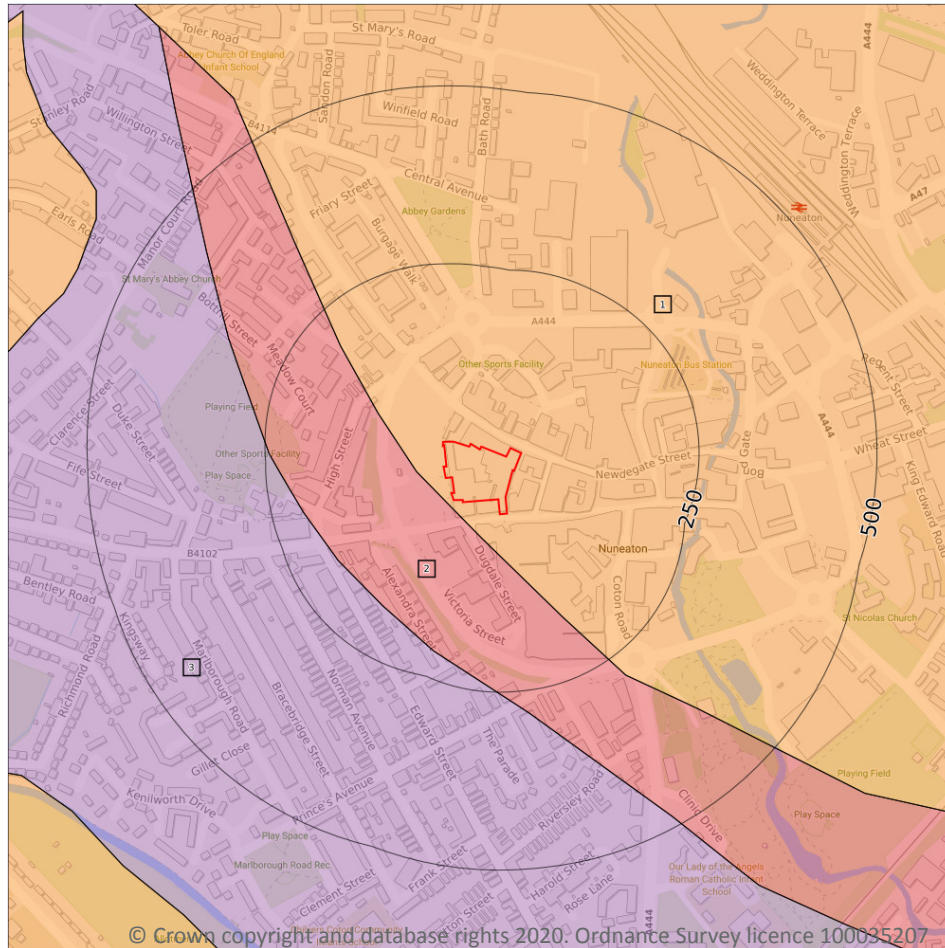 Toler Road
St Mary's Road
A444
Abbey Church Of England
Infant School
Sandon Road
Winfield Road
Bath Road
Weddington Terrace
Weddington Terrace
A47
Stanley Road
Willington Street
B4114
Central Avenue
Friary Street
Abbey Gardens
Nuneaton
Earls Road
Manor Court Road
Burgage Walk
St Mary's Abbey Church
1
A444
Bottrill Street
Meadow Court
Other Sports Facility
Nuneaton Bus Station
Regent Street
Clarence Street
Duke Street
Playing Field
A444
Wheat Street
Bond Gate
Other Sports Facility
High Street
Newdegate Street
Fife Street
Play Space
King Edward Road
250
500
B4102
Nuneaton
2
Dugdale Street
Bentley Road
Alexandra Street
Victoria Street
Coton Road
St Nicolas Church
Kingsway
3
Marlborough Road
Richmond Road
Norman Avenue
Bracebridge Street
Edward Street
The Parade
Gillet Close
Playing Field
Kenilworth Drive
Prince's Avenue
Riversley Road
Clinic Drive
Play Space
Play Space
Marlborough Road Rec
Frank Street
Harold Street
Our Lady of the Angels
Roman Catholic Infant
School
Clement Street
Rose Lane
A444
© Crown copyright and database rights 2020. Ordnance Survey licence 100035207